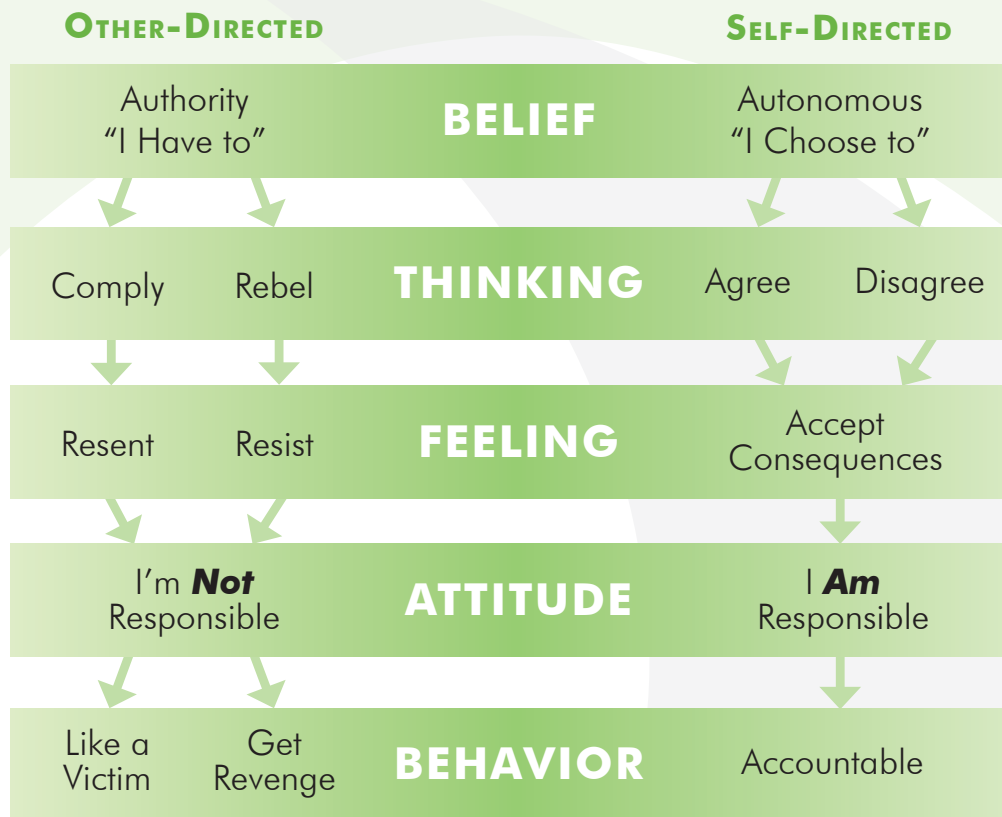 OTHER-DIRECTED
SELF-DIRECTED
Authority
“I Have to”
BELIEF
Autonomous
“I Choose to”
Comply
Rebel
THINKING
Agree
Disagree
Resent
Resist
FEELING
Accept
Consequences
I’m Not
Responsible
ATTITUDE
I Am
Responsible
Like a
Victim
Get
Revenge
BEHAVIOR
Accountable